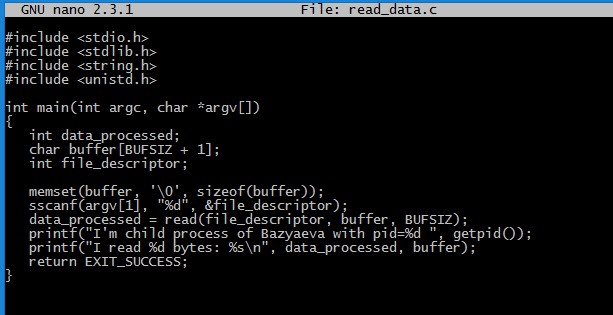 GNU nano 2.3.1 File: read_data.c
#include <stdio.h>
#include <stdlib.h>
#include <string.h>
#include <unistd.h>
int main(int argc, char *argv[])
{
int data_processed;
char buffer[BUFSIZ + 1];
int file_descriptor;
memset(buffer, '\0', sizeof(buffer));
sscanf(argv[1], "%d", &file_descriptor);
data_processed = read(file_descriptor, buffer, BUFSIZ);
printf("I'm child process of Bazyaeva with pid=%d ", getpid());
printf("I read %d bytes: %s\n", data_processed, buffer);
return EXIT_SUCCESS;
}